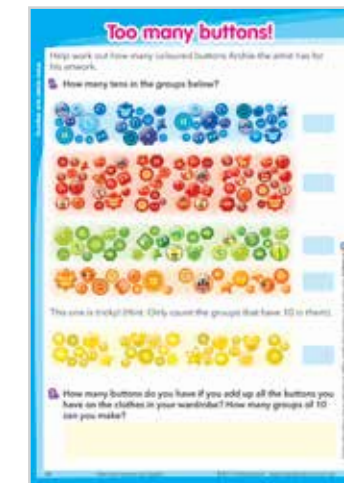 Too many buttons!
Help work out how many coloured buttons Archie the artist has for
his artwork.
How many tens in the groups below?
This one is tricky! (Hint: Only count the groups that have 10 in them).
How many buttons do you have if you add up all the buttons you
have on the clothes in your wardrobe? How many groups of 10
can you make?